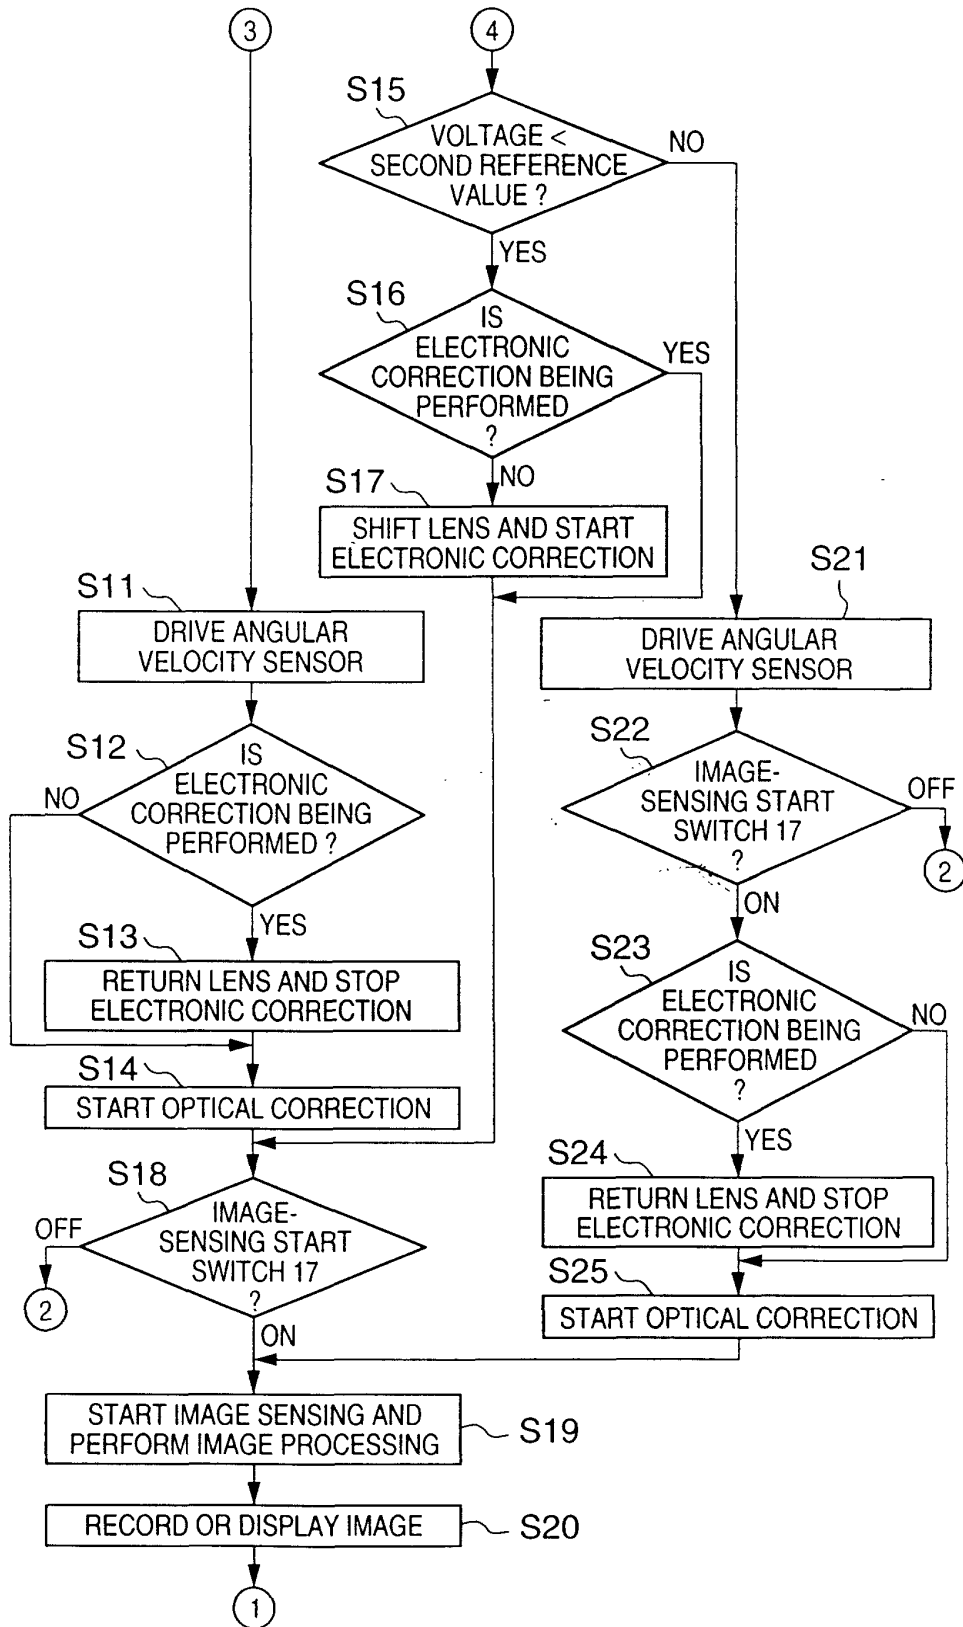 3
4
S15
VOLTAGE <
SECOND REFERENCE
VALUE ?
NO
YES
S16
IS
ELECTRONIC
CORRECTION BEING
PERFORMED
?
YES
NO
S17
SHIFT LENS AND START
ELECTRONIC CORRECTION
S11
DRIVE ANGULAR
VELOCITY SENSOR
S12
IS
ELECTRONIC
CORRECTION BEING
PERFORMED ?
NO
YES
S13
RETURN LENS AND STOP
ELECTRONIC CORRECTION
S14
START OPTICAL CORRECTION
S18
IMAGE-
SENSING START
SWITCH 17
?
OFF
2
ON
S21
DRIVE ANGULAR
VELOCITY SENSOR
S22
IMAGE-
SENSING START
SWITCH 17
?
OFF
2
ON
S23
IS
ELECTRONIC
CORRECTION BEING
PERFORMED
?
NO
YES
S24
RETURN LENS AND STOP
ELECTRONIC CORRECTION
S25
START OPTICAL CORRECTION
START IMAGE SENSING AND
PERFORM IMAGE PROCESSING
S19
RECORD OR DISPLAY IMAGE
S20
1